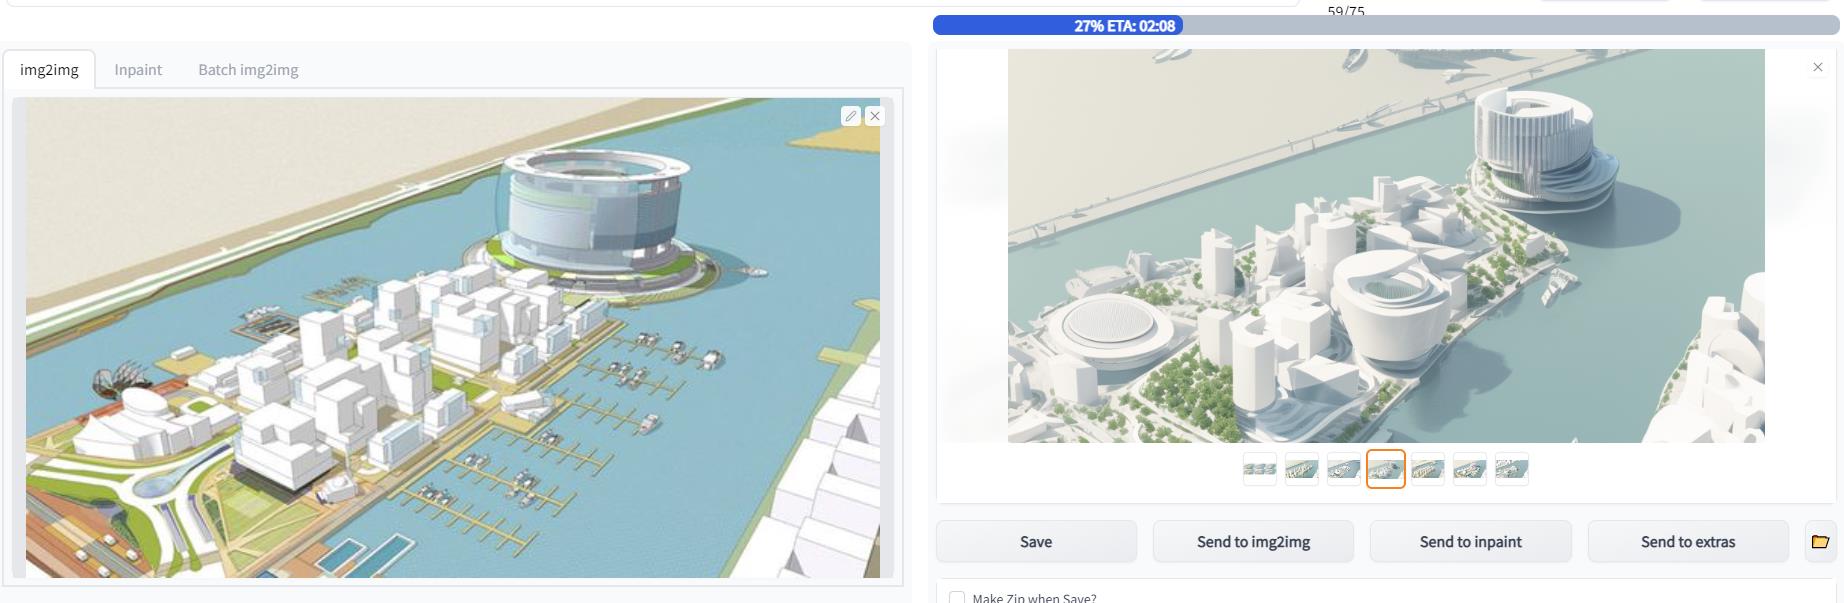 59/75
27% ETA: 02:08
img2img
Inpaint
Batch img2img
Save
Send to img2img
Send to inpaint
Send to extras
Make Zip when Save?